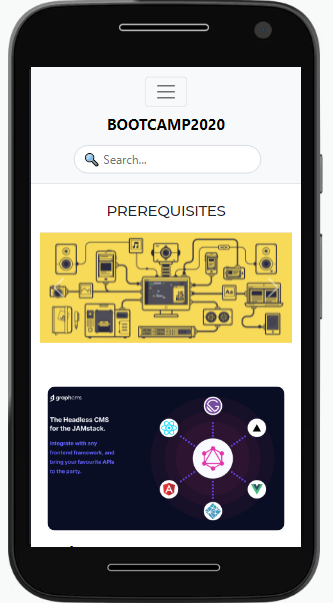 BOOTCAMP2020
🔍 Search...
PREREQUISITES
Aa
graphcms
The Headless CMS
for the JAMstack.
Integrate with any
frontend framework, and
bring your favourite APIs
to the party.